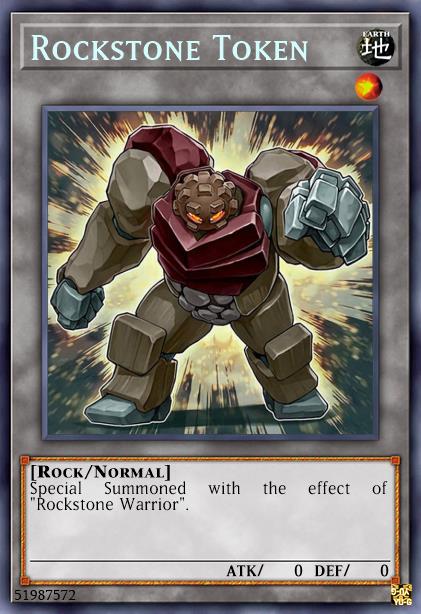 Rockstone Token
EARTH
地
[Rock/Normal]
Special Summoned with the effect of
"Rockstone Warrior".
ATK/ 0 DEF/ 0
51987572